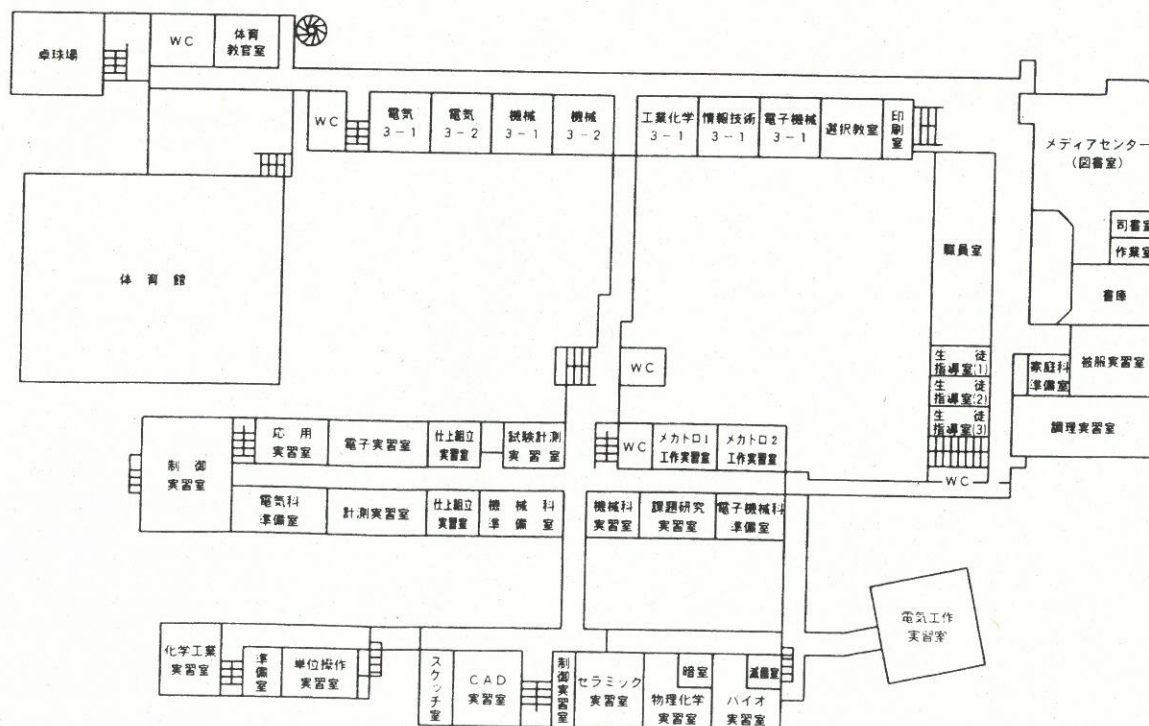 卓球場
WC
体育
教官室
WC
電気
3-1
電気
3-2
機械
3-1
機械
3-2
工業化学
3-1
情報技術
3-1
電子機械
3-1
選択教室
印刷室
メディアセンター
(図書室)
司書室
作業室
書庫
職員室
体育館
WC
生徒
指導室(1)
生徒
指導室(2)
生徒
指導室(3)
家庭科
準備室
被服実習室
調理実習室
WC
制御
実習室
応用
実習室
電子実習室
仕上組立
実習室
試験計測
実習室
WC
メカトロ1
工作実習室
メカトロ2
工作実習室
電気科
準備室
計測実習室
仕上組立
実習室
機械科
準備室
機械科
実習室
課題研究
実習室
電子機械科
準備室
電気工作
実習室
化学工業
実習室
準備室
単位操作
実習室
スケッチ室
CAD
実習室
制御実習室
セラミック
実習室
暗室
物理化学
実習室
滅菌室
バイオ
実習室